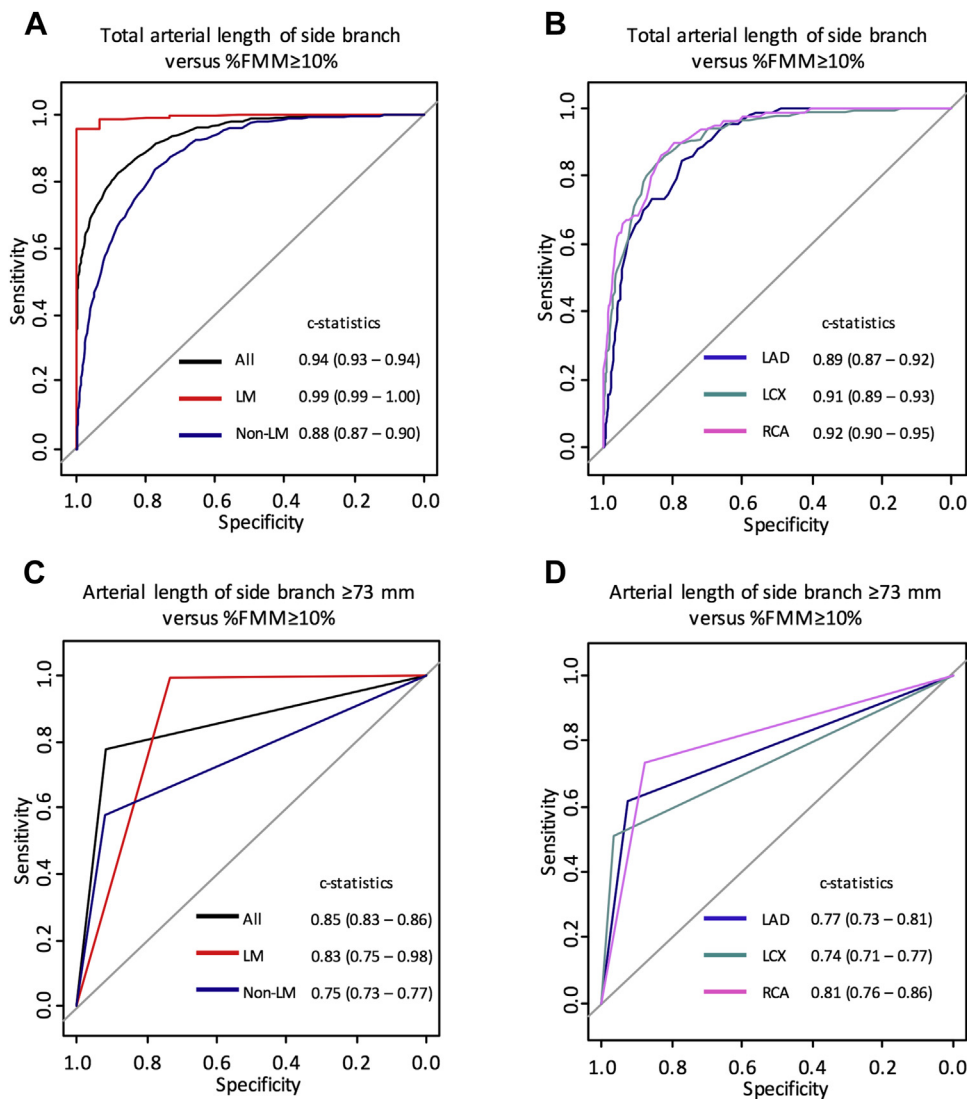 A
Total arterial length of side branch
versus %FMM≥10%
Sensitivity
1.0
0.8
0.6
0.4
0.2
0.0
c-statistics
All 0.94 (0.93 – 0.94)
LM 0.99 (0.99 – 1.00)
Non-LM 0.88 (0.87 – 0.90)
1.0 0.8 0.6 0.4 0.2 0.0
Specificity
B
Total arterial length of side branch
versus %FMM≥10%
Sensitivity
1.0
0.8
0.6
0.4
0.2
0.0
c-statistics
LAD 0.89 (0.87 – 0.92)
LCX 0.91 (0.89 – 0.93)
RCA 0.92 (0.90 – 0.95)
1.0 0.8 0.6 0.4 0.2 0.0
Specificity
C
Arterial length of side branch ≥73 mm
versus %FMM≥10%
Sensitivity
1.0
0.8
0.6
0.4
0.2
0.0
c-statistics
All 0.85 (0.83 – 0.86)
LM 0.83 (0.75 – 0.98)
Non-LM 0.75 (0.73 – 0.77)
1.0 0.8 0.6 0.4 0.2 0.0
Specificity
D
Arterial length of side branch ≥73 mm
versus %FMM≥10%
Sensitivity
1.0
0.8
0.6
0.4
0.2
0.0
c-statistics
LAD 0.77 (0.73 – 0.81)
LCX 0.74 (0.71 – 0.77)
RCA 0.81 (0.76 – 0.86)
1.0 0.8 0.6 0.4 0.2 0.0
Specificity